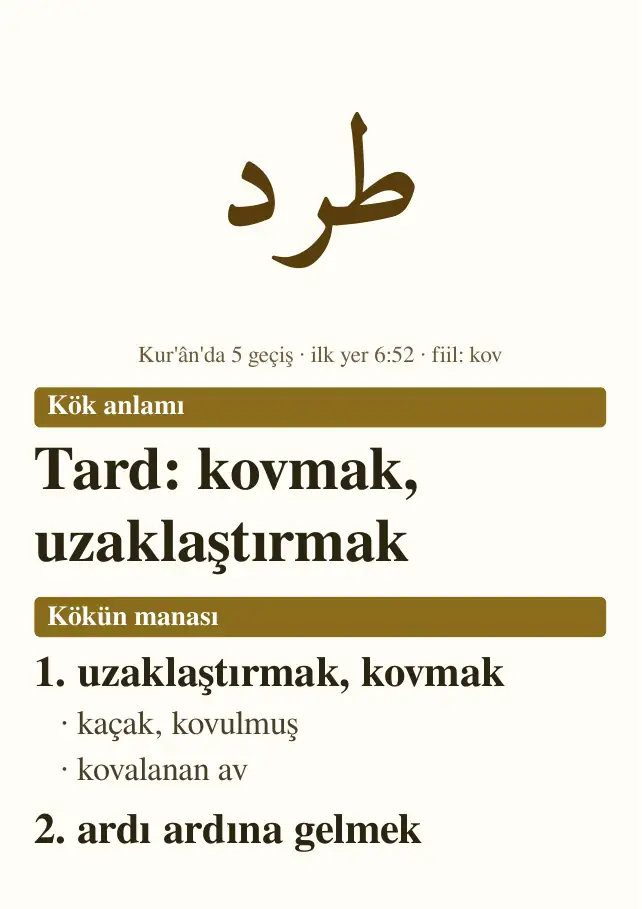 طرد
Kur'ân'da 5 geçiş · ilk yer 6:52 · fiil: kov
Kök anlamı
Tard: kovmak,
uzaklaştırmak
Kökün manası
1. uzaklaştırmak, kovmak
· kaçak, kovulmuş
· kovalanan av
2. ardı ardına gelmek